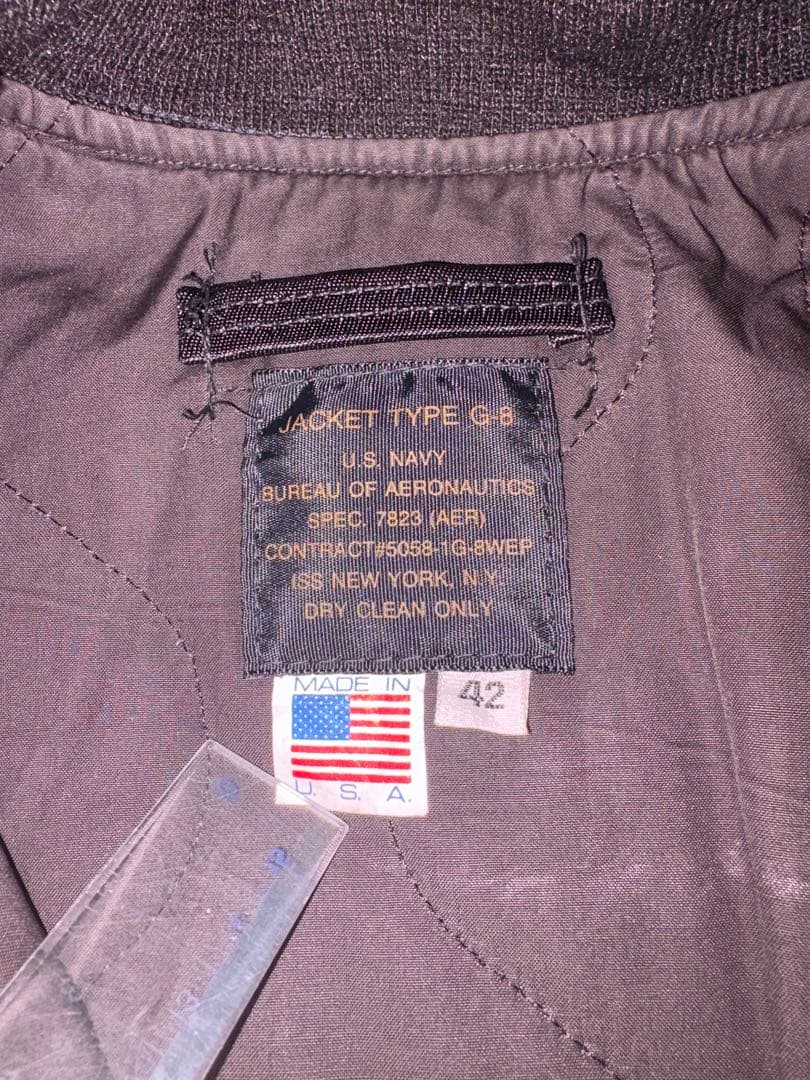 JACKET TYPE G-8
U.S. NAVY
BUREAU OF AERONAUTICS
SPEC. 7823 (AER)
CONTRACT#5058-1G-8WEP
ISS NEW YORK, N.Y.
DRY CLEAN ONLY
MADE IN
U. S. A.
42